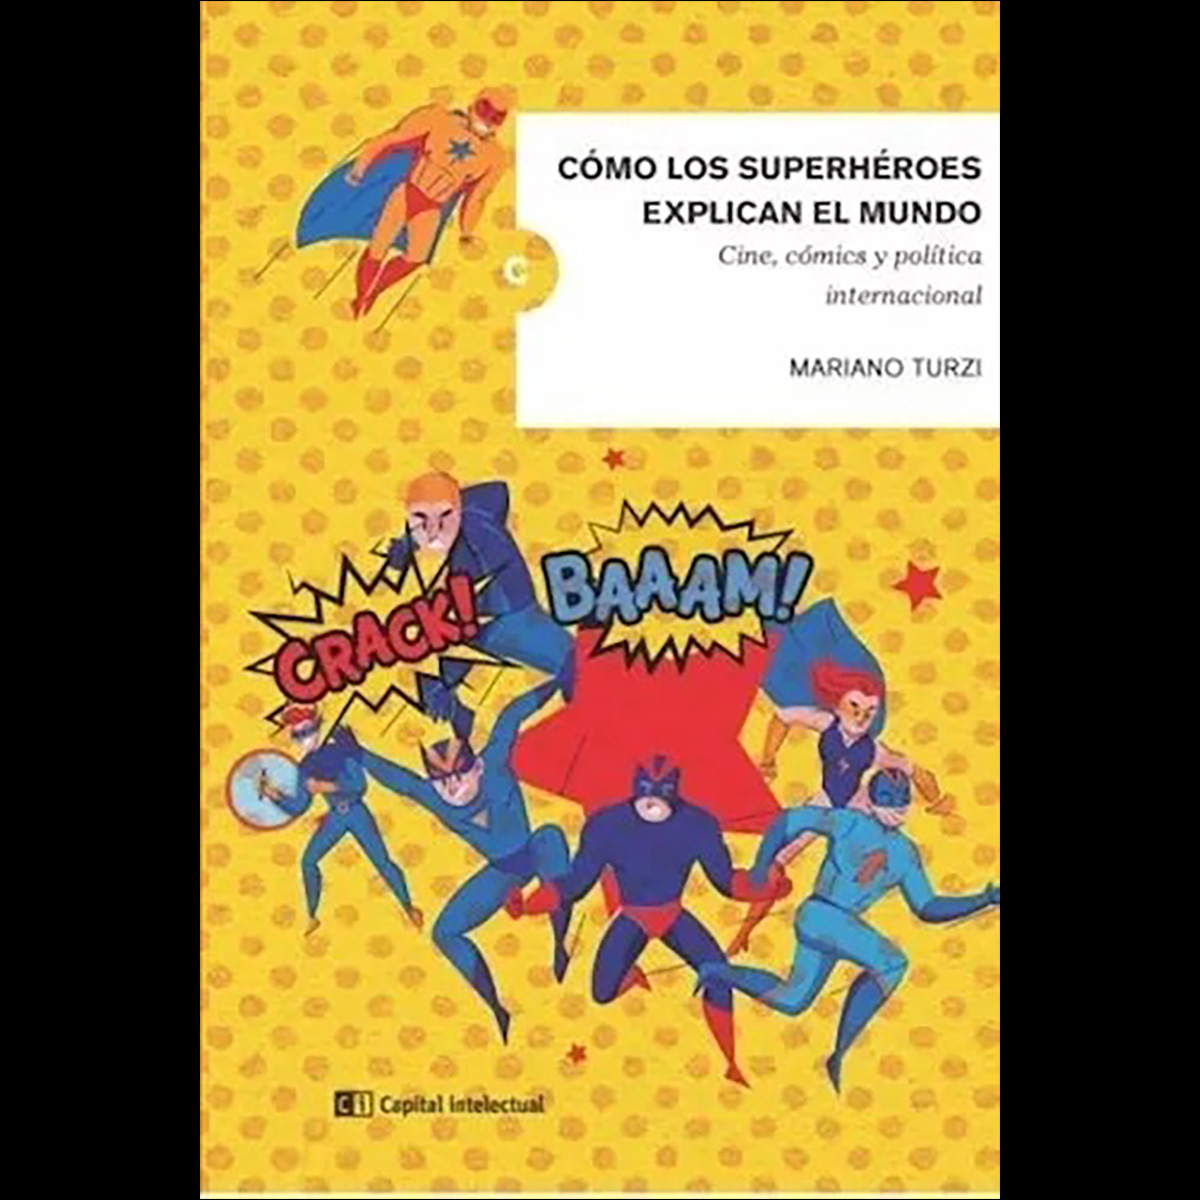 CÓMO LOS SUPERHÉROES
EXPLICAN EL MUNDO
Cine, cómics y política
internacional
MARIANO TURZI
CRACK!
BAAAM!
Ci Capital intelectual